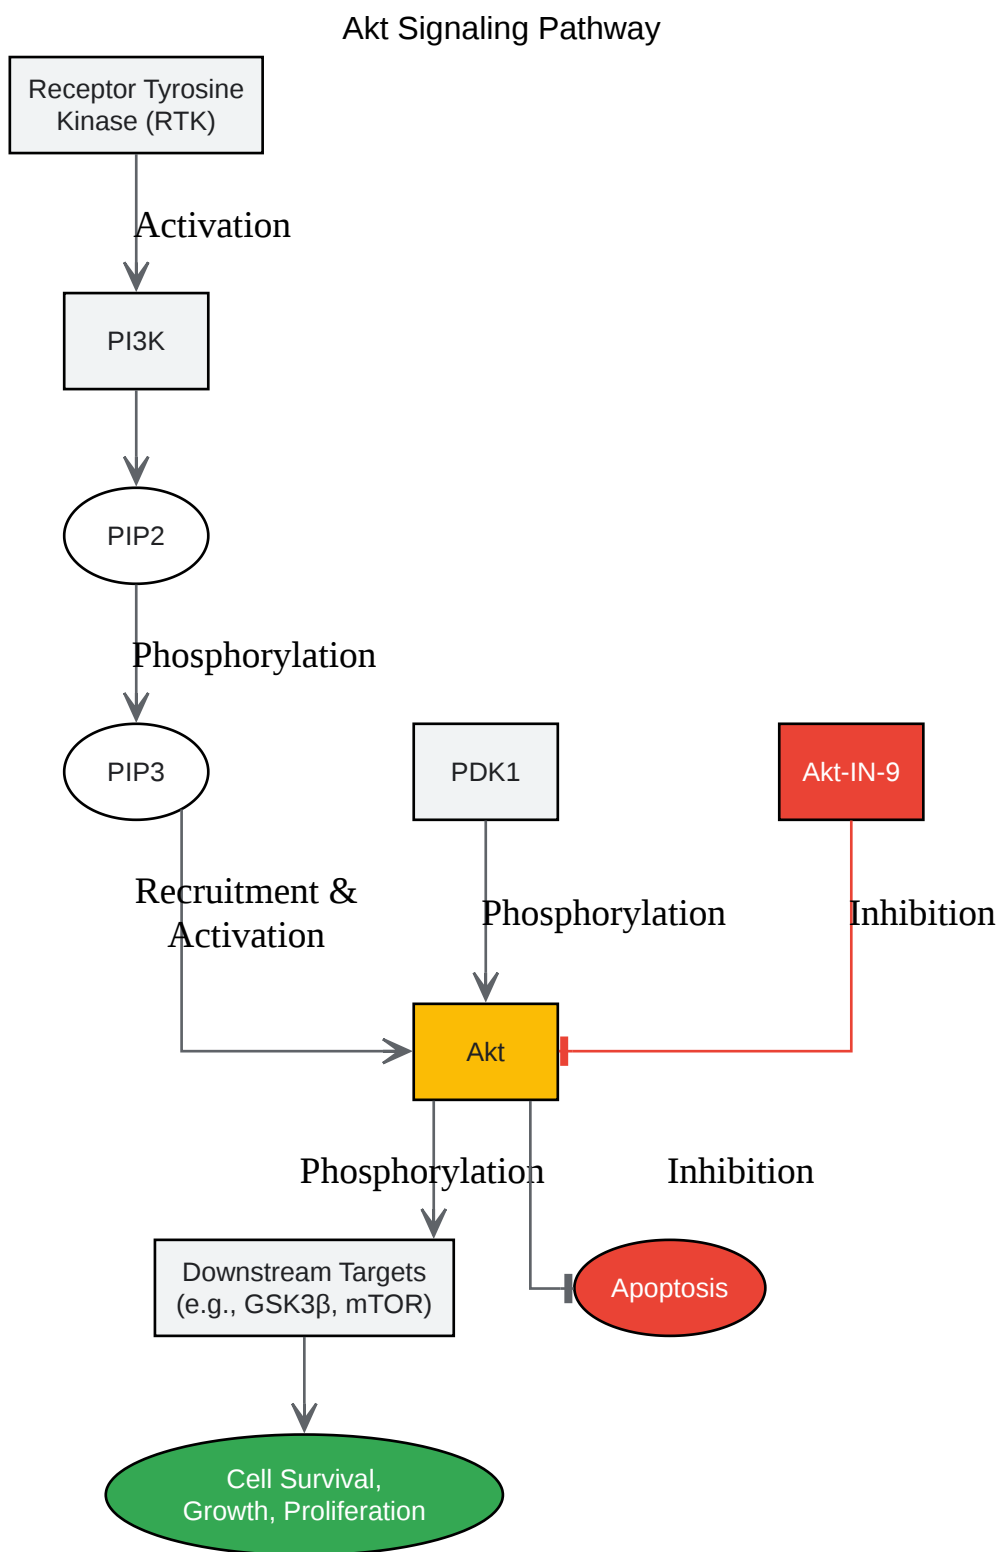 Akt Signaling Pathway
Receptor Tyrosine
Kinase (RTK)
Activation
PI3K
PIP2
Phosphorylation
PIP3
PDK1
Akt-IN-9
Recruitment &
Activation
Phosphorylation
Inhibition
Akt
Phosphorylation
Inhibition
Downstream Targets
(e.g., GSK3β, mTOR)
Apoptosis
Cell Survival,
Growth, Proliferation